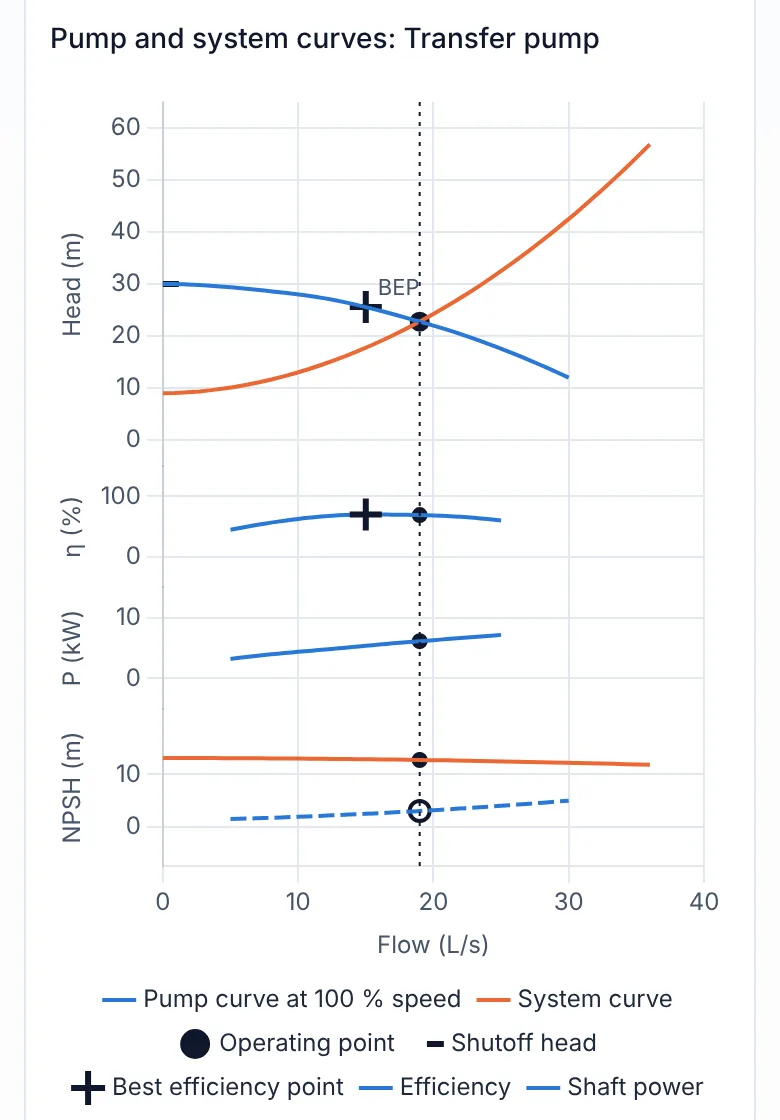 Pump and system curves: Transfer pump
60
50
40
30
20
10
0
Head (m)
BEP
100
0
η (%)
10
0
P (kW)
10
0
NPSH (m)
0 10 20 30 40
Flow (L/s)
Pump curve at 100 % speed System curve
Operating point Shutoff head
Best efficiency point Efficiency Shaft power